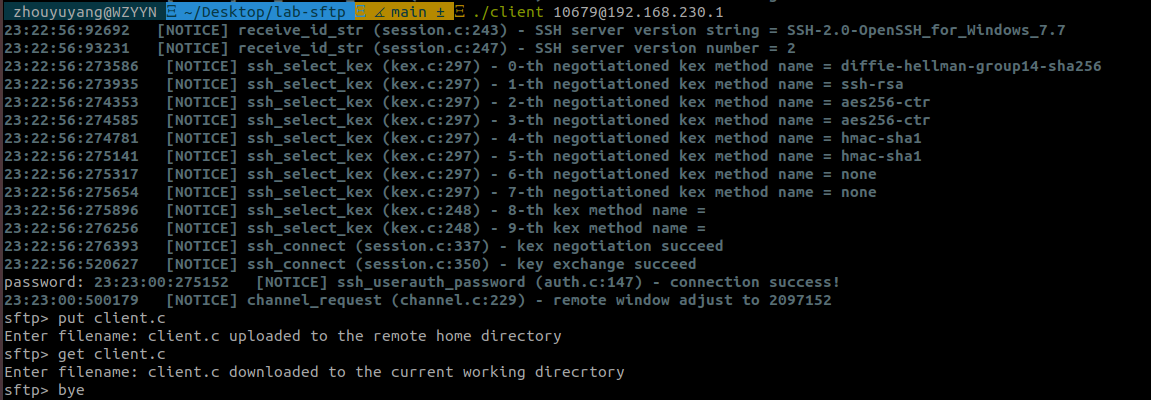 zhouyuyang@WZYYN Ξ ~/Desktop/lab-sftp Ξ ∡ main ± Ξ ./client 10679@192.168.230.1
23:22:56:92692 [NOTICE] receive_id_str (session.c:243) - SSH server version string = SSH-2.0-OpenSSH_for_Windows_7.7
23:22:56:93231 [NOTICE] receive_id_str (session.c:247) - SSH server version number = 2
23:22:56:273586 [NOTICE] ssh_select_kex (kex.c:297) - 0-th negotiationed kex method name = diffie-hellman-group14-sha256
23:22:56:273935 [NOTICE] ssh_select_kex (kex.c:297) - 1-th negotiationed kex method name = ssh-rsa
23:22:56:274353 [NOTICE] ssh_select_kex (kex.c:297) - 2-th negotiationed kex method name = aes256-ctr
23:22:56:274585 [NOTICE] ssh_select_kex (kex.c:297) - 3-th negotiationed kex method name = aes256-ctr
23:22:56:274781 [NOTICE] ssh_select_kex (kex.c:297) - 4-th negotiationed kex method name = hmac-sha1
23:22:56:275141 [NOTICE] ssh_select_kex (kex.c:297) - 5-th negotiationed kex method name = hmac-sha1
23:22:56:275317 [NOTICE] ssh_select_kex (kex.c:297) - 6-th negotiationed kex method name = none
23:22:56:275654 [NOTICE] ssh_select_kex (kex.c:297) - 7-th negotiationed kex method name = none
23:22:56:275896 [NOTICE] ssh_select_kex (kex.c:248) - 8-th kex method name =
23:22:56:276256 [NOTICE] ssh_select_kex (kex.c:248) - 9-th kex method name =
23:22:56:276393 [NOTICE] ssh_connect (session.c:337) - kex negotiation succeed
23:22:56:520627 [NOTICE] ssh_connect (session.c:350) - key exchange succeed
password: 23:23:00:275152 [NOTICE] ssh_userauth_password (auth.c:147) - connection success!
23:23:00:500179 [NOTICE] channel_request (channel.c:229) - remote window adjust to 2097152
sftp> put client.c
Enter filename: client.c uploaded to the remote home directory
sftp> get client.c
Enter filename: client.c downloaded to the current working direcrtory
sftp> bye